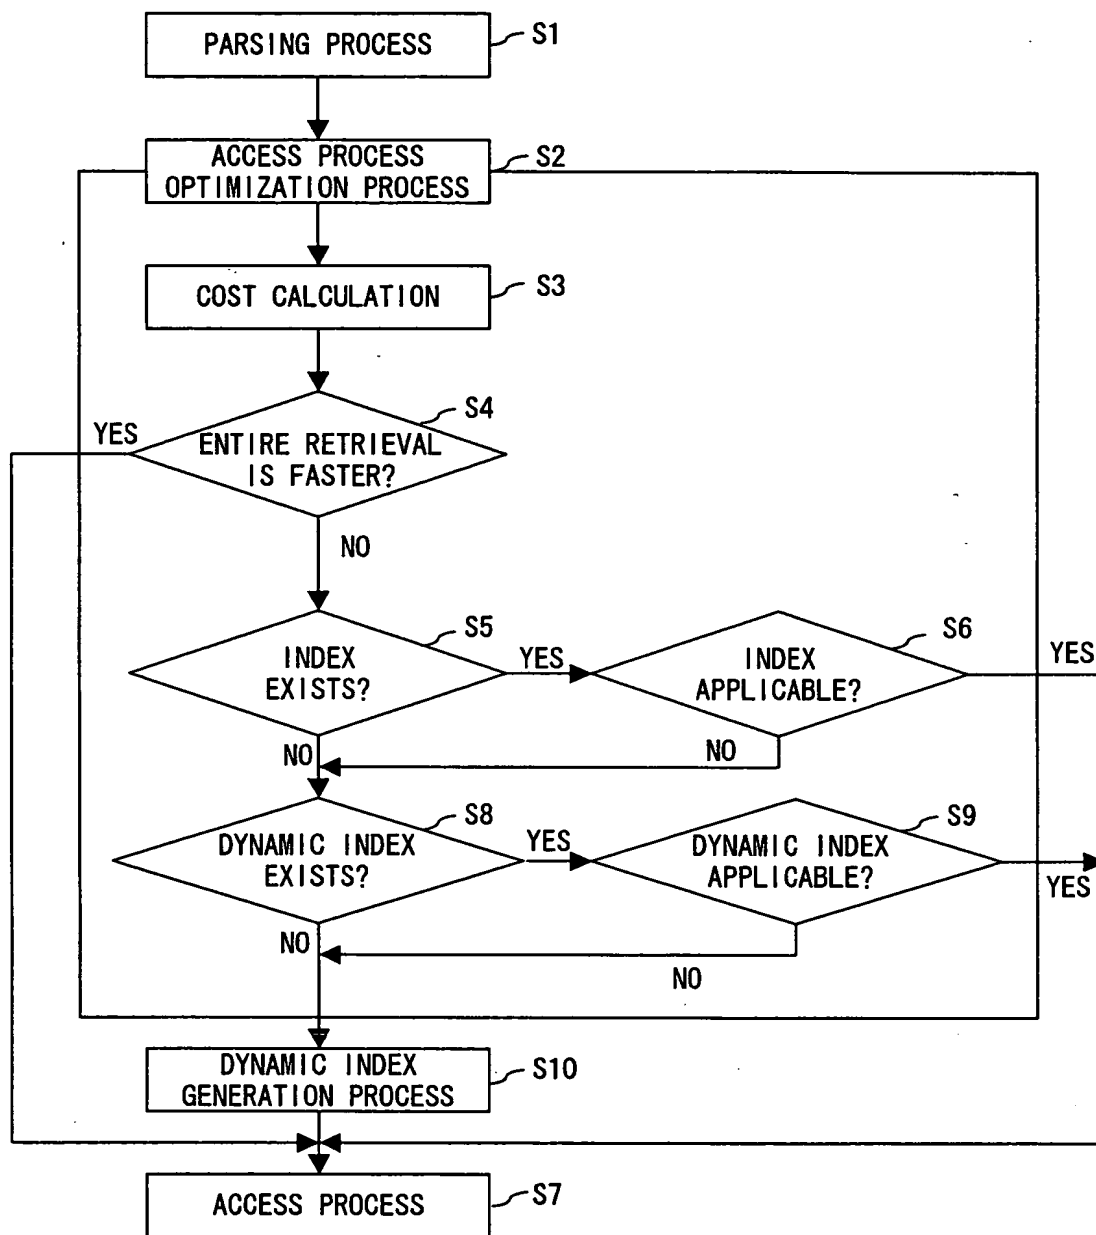 PARSING PROCESS
S1
ACCESS PROCESS
OPTIMIZATION PROCESS
S2
COST CALCULATION
S3
S4
YES
ENTIRE RETRIEVAL
IS FASTER?
NO
S5
INDEX
EXISTS?
YES
S6
INDEX
APPLICABLE?
YES
NO
NO
S8
DYNAMIC INDEX
EXISTS?
YES
S9
DYNAMIC INDEX
APPLICABLE?
YES
NO
NO
DYNAMIC INDEX
GENERATION PROCESS
S10
ACCESS PROCESS
S7